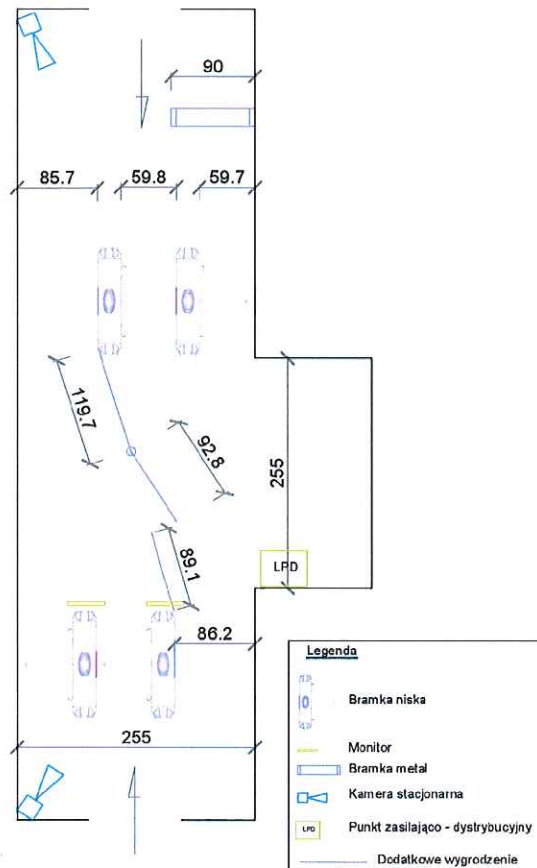 90
85.7
59.8
59.7
119.7
92.8
255
89.1
LPD
86.2
255
Legenda
Bramka niska
Monitor
Bramka metal
Kamera stacjonarna
LPD
Punkt zasilająco - dystrybucyjny
Dodatkowe wygrodzenie